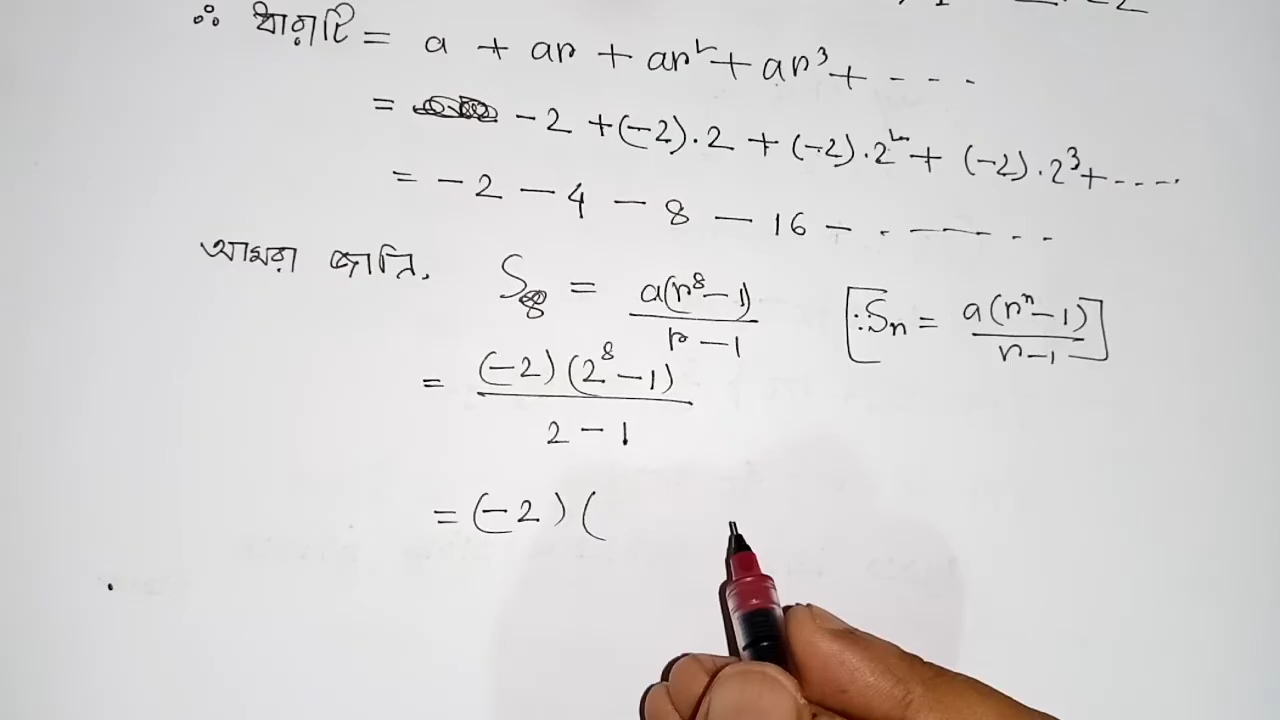 ∴ ধারাটি = a + ar + ar² + ar³ + - - -
= -2 + (-2).2 + (-2).2² + (-2).2³ + ----
= -2 - 4 - 8 - 16 - . - - - . .
আমরা জানি, S₈ = a(r⁸-1)/r-1 [∵Sₙ = a(rⁿ-1)/r-1]
= (-2)(2⁸-1)/2-1
= (-2)(